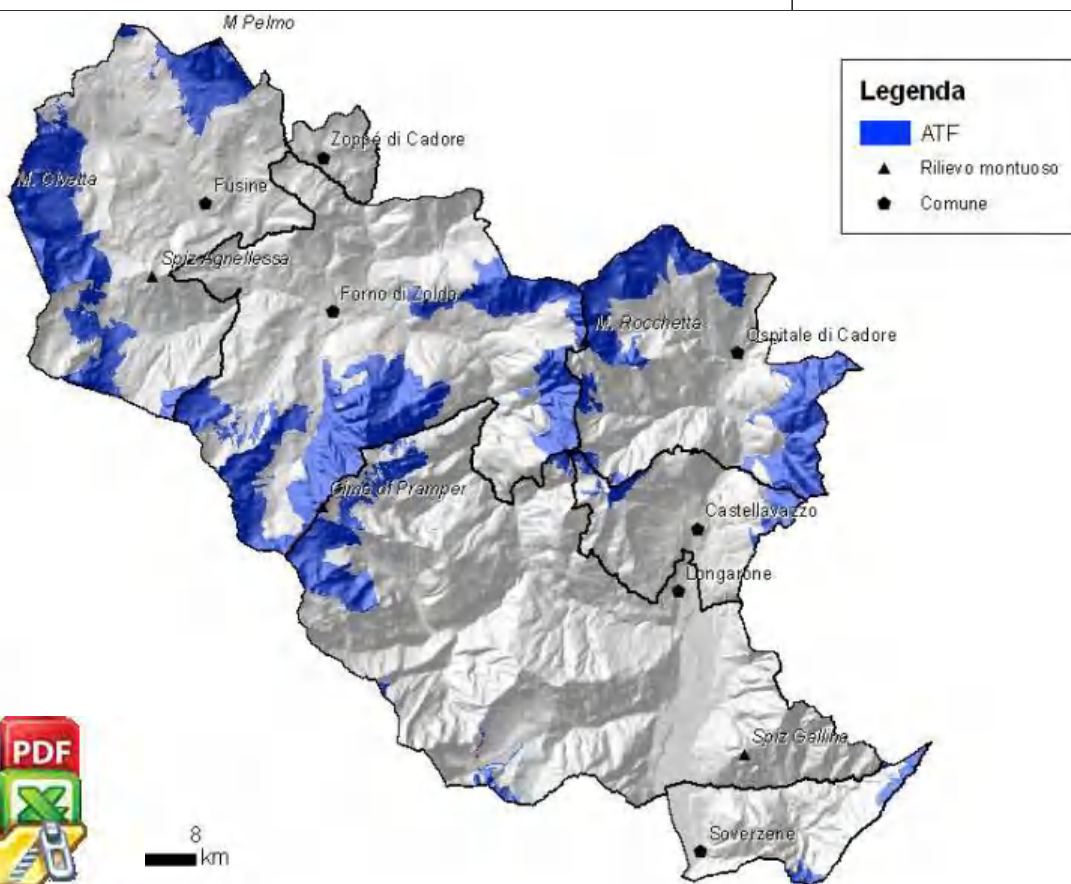 M Pelmo
Legenda
ATF
Rilievo montuoso
Comune
Zoppé di Cadore
M. Civetta
Fusine
Spiz Agnellessa
Forno di Zoldo
M. Rocchetta
Ospitale di Cadore
Cima di Pramper
Castellavazzo
Longarone
Spiz Gallina
PDF
8
km
Soverzene